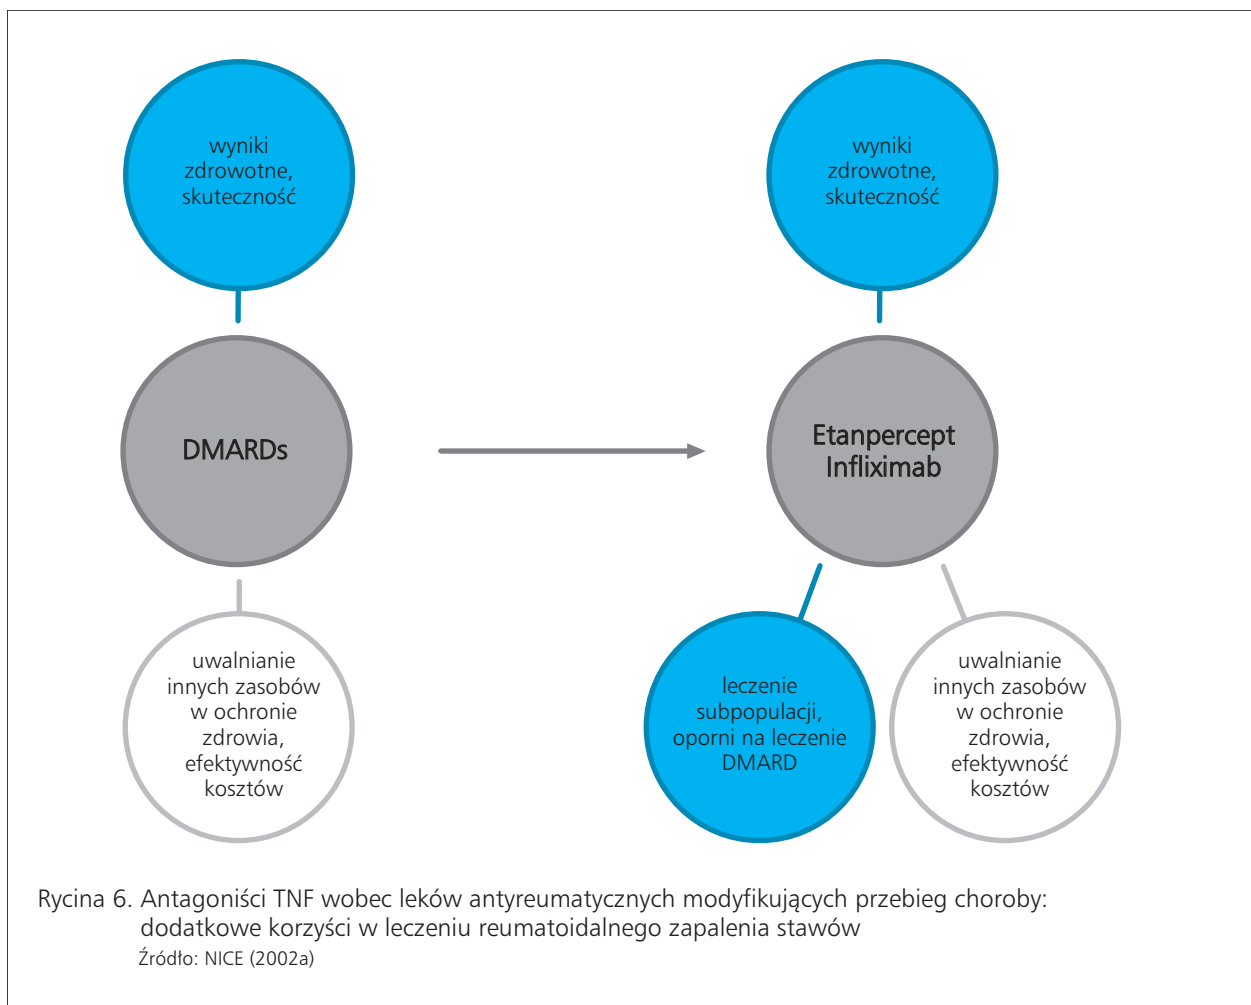 wyniki
zdrowotne,
skuteczność
wyniki
zdrowotne,
skuteczność
DMARDs
Etanpercept
Infliximab
uwalnianie
innych zasobów
w ochronie
zdrowia,
efektywność
kosztów
leczenie
subpopulacji,
oporni na leczenie
DMARD
uwalnianie
innych zasobów
w ochronie
zdrowia,
efektywność
kosztów
Rycina 6. Antagoniści TNF wobec leków antyreumatycznych modyfikujących przebieg choroby:
dodatkowe korzyści w leczeniu reumatoidalnego zapalenia stawów
Źródło: NICE (2002a)